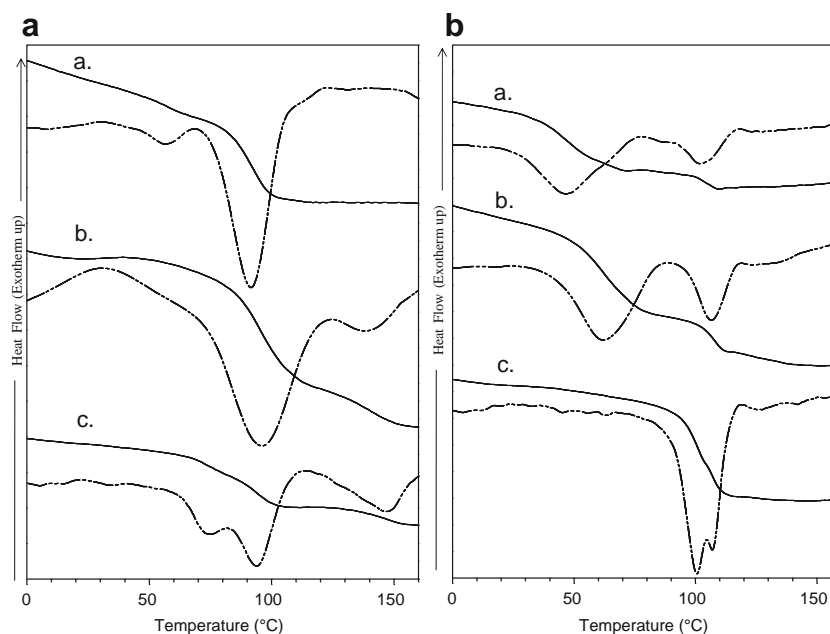 a
a.
b.
c.
Heat Flow (Exotherm up)
0 50 100 150
Temperature (°C)
b
a.
b.
c.
Heat Flow (Exotherm up)
0 50 100 150
Temperature (°C)